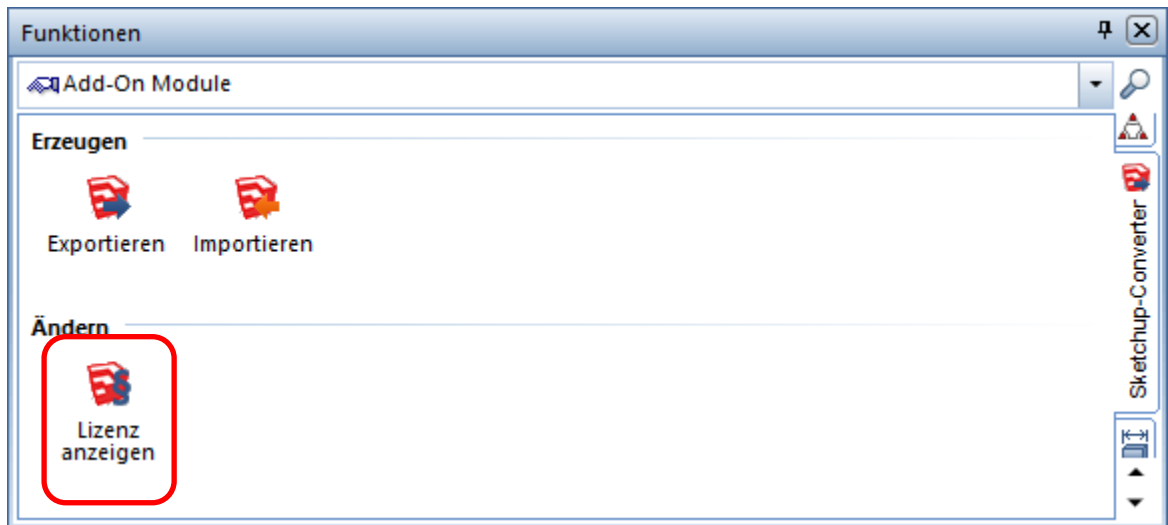 Funktionen
Add-On Module
Erzeugen
Exportieren
Importieren
Ändern
Lizenz
anzeigen
Sketchup-Converter